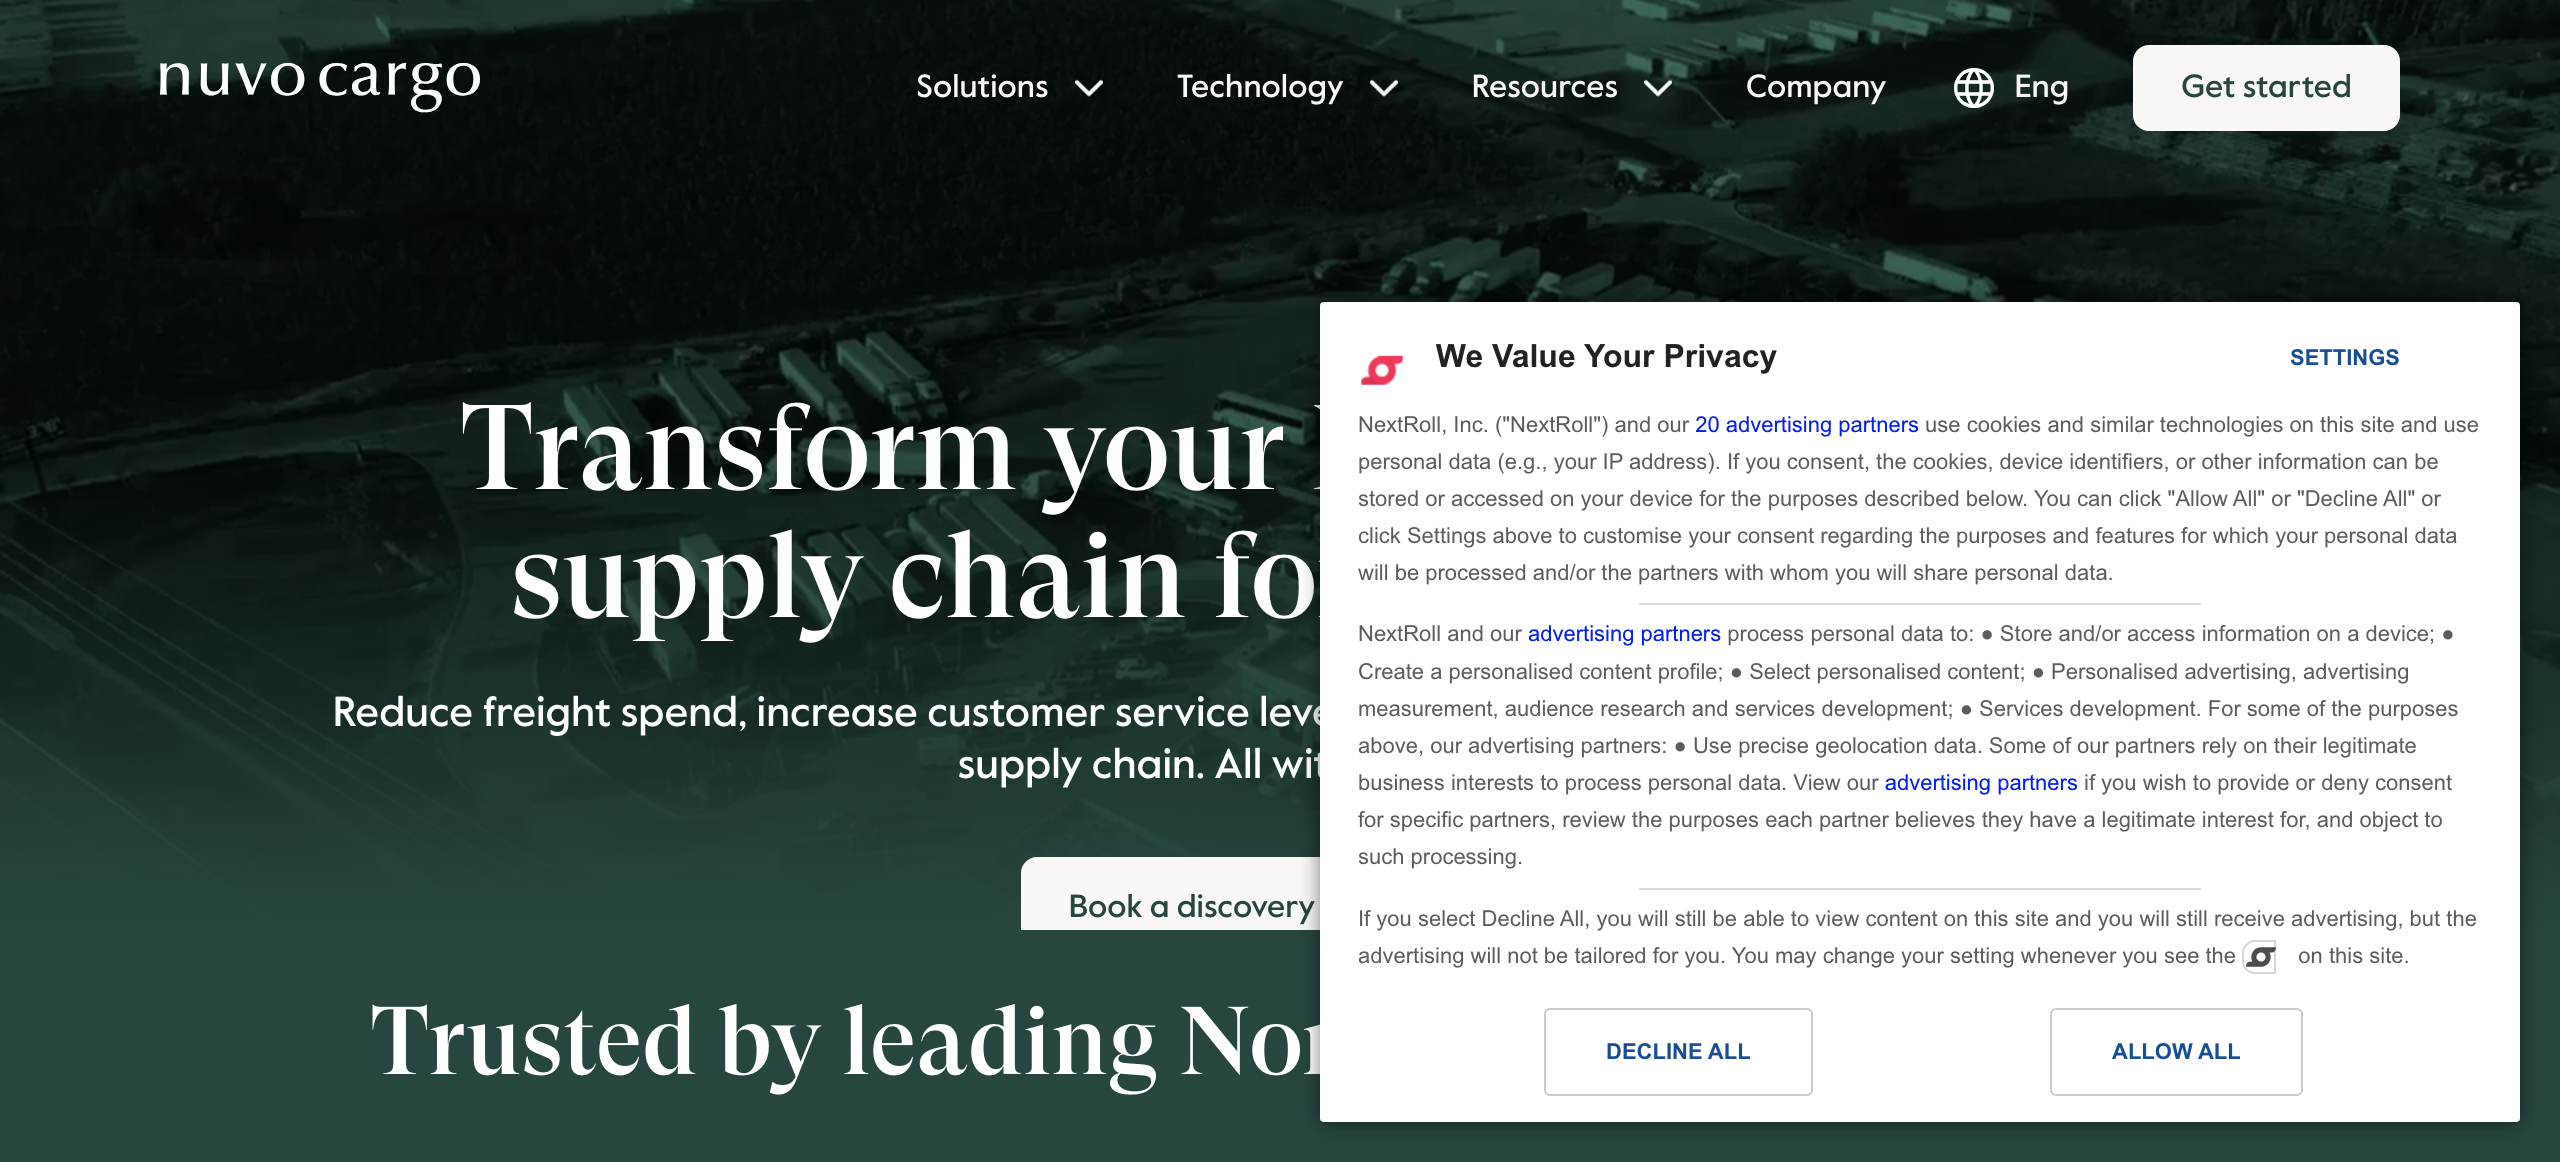 nuvo cargo
Solutions
Technology
Resources
Company
Eng
Get started
Transform your
supply chain for
Reduce freight spend, increase customer service
supply chain. All
Book a discovery
Trusted by leading
We Value Your Privacy
SETTINGS
NextRoll, Inc. ("NextRoll") and our 20 advertising partners use cookies and similar technologies on this site and use
personal data (e.g., your IP address). If you consent, the cookies, device identifiers, or other information can be
stored or accessed on your device for the purposes described below. You can click "Allow All" or "Decline All" or
click Settings above to customise your consent regarding the purposes and features for which your personal data
will be processed and/or the partners with whom you will share personal data.
NextRoll and our advertising partners process personal data to: ● Store and/or access information on a device; ●
Create a personalised content profile; ● Select personalised content; ● Personalised advertising, advertising
measurement, audience research and services development; ● Services development. For some of the purposes
above, our advertising partners: ● Use precise geolocation data. Some of our partners rely on their legitimate
business interests to process personal data. View our advertising partners if you wish to provide or deny consent
for specific partners, review the purposes each partner believes they have a legitimate interest for, and object to
such processing.
If you select Decline All, you will still be able to view content on this site and you will still receive advertising, but the
advertising will not be tailored for you. You may change your setting whenever you see the on this site.
DECLINE ALL
ALLOW ALL